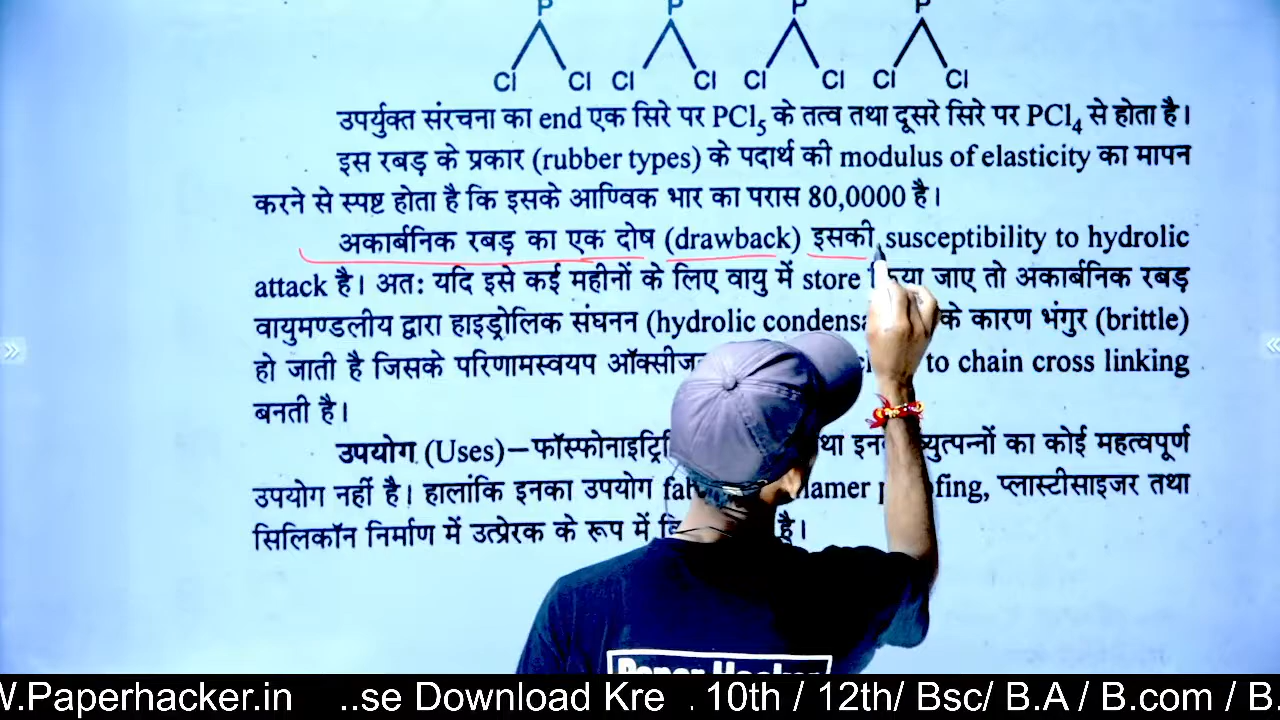 P P P P
Cl Cl Cl Cl Cl Cl Cl Cl
उपर्युक्त संरचना का end एक सिरे पर PCl₅ के तत्व तथा दूसरे सिरे पर PCl₄ से होता है।
इस रबड़ के प्रकार (rubber types) के पदार्थ की modulus of elasticity का मापन
करने से स्पष्ट होता है कि इसके आण्विक भार का परास 80,0000 है।
अकार्बनिक रबड़ का एक दोष (drawback) इसकी susceptibility to hydrolic
attack है। अतः यदि इसे कई महीनों के लिए वायु में store किया जाए तो अकार्बनिक रबड़
वायुमण्डलीय द्वारा हाइड्रोलिक संघनन (hydrolic condensa के कारण भंगुर (brittle)
हो जाती है जिसके परिणामस्वयप ऑक्सीज to chain cross linking
बनती है।
उपयोग (Uses)–फॉस्फोनाइट्रि का कोई महत्वपूर्ण
उपयोग नहीं है। हालांकि इनका उपयोग fing, प्लास्टीसाइजर तथा
सिलिकॉन निर्माण में उत्प्रेरक के रूप में है।
Paper Hacker
W.Paperhacker.in ..se Download Kre . 10th / 12th/ Bsc/ B.A / B.com / B.